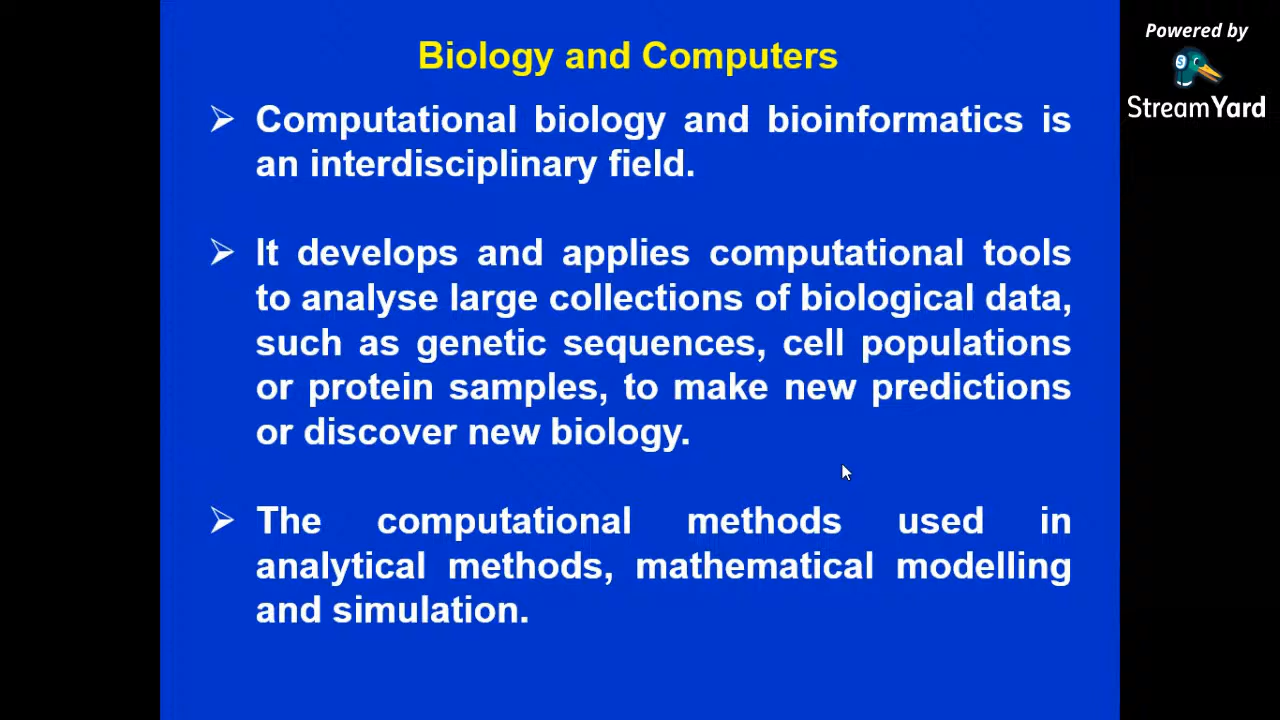 Biology and Computers
Powered by
StreamYard
Computational biology and bioinformatics is
an interdisciplinary field.
It develops and applies computational tools
to analyse large collections of biological data,
such as genetic sequences, cell populations
or protein samples, to make new predictions
or discover new biology.
The computational methods used in
analytical methods, mathematical modelling
and simulation.